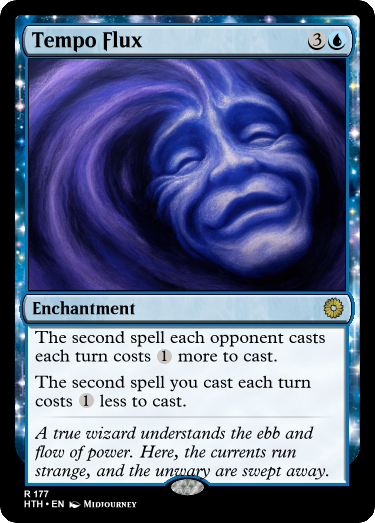 Tempo Flux 3
Enchantment
The second spell each opponent casts
each turn costs 1 more to cast.
The second spell you cast each turn
costs 1 less to cast.
A true wizard understands the ebb and
flow of power. Here, the currents run
strange, and the unwary are swept away.
R 177
HTH • EN Midjourney